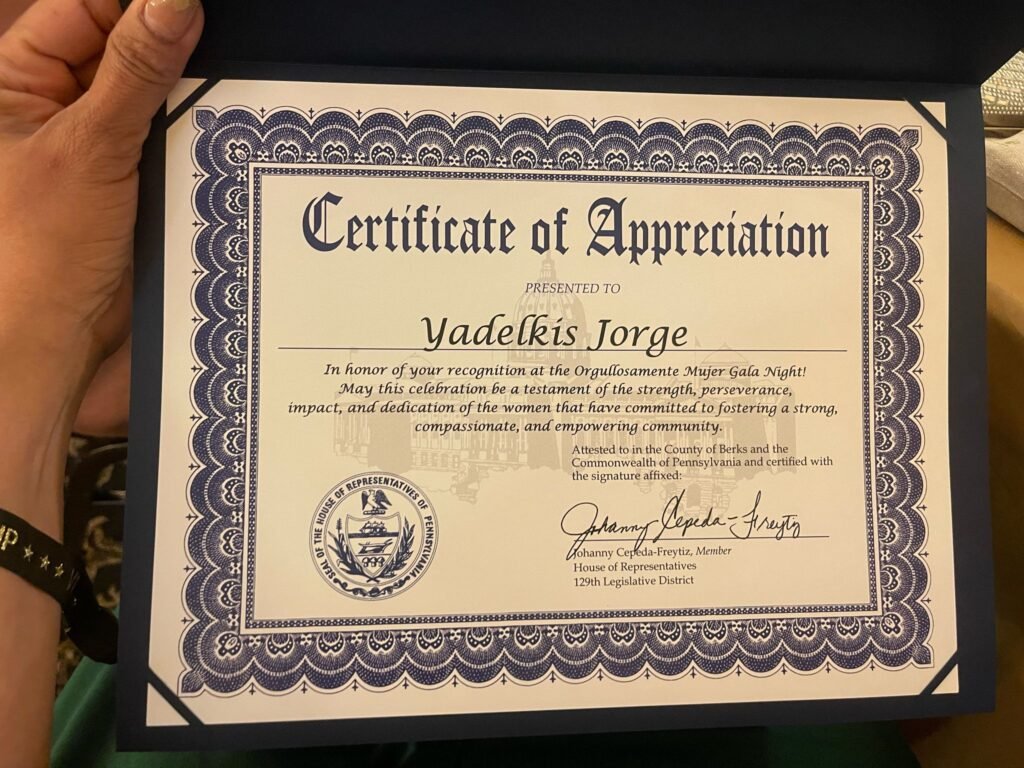 Certificate of Appreciation
PRESENTED TO
Yadelkis Jorge
In honor of your recognition at the Orgullosamente Mujer Gala Night!
May this celebration be a testament of the strength, perseverance,
impact, and dedication of the women that have committed to fostering a strong,
compassionate, and empowering community.
Attested to in the County of Berks and the
Commonwealth of Pennsylvania and certified with
the signature affixed:
SEAL OF THE HOUSE OF REPRESENTATIVES OF PENNSYLVANIA
Johanny Cepeda-Freytiz
Johanny Cepeda-Freytiz, Member
House of Representatives
129th Legislative District